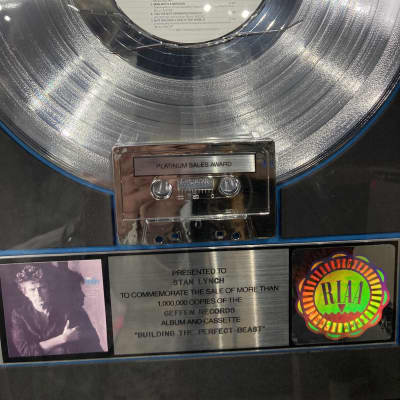 PLATINUM SALES AWARD
PRESENTED TO
STAN LYNCH
TO COMMEMORATE THE SALE OF MORE THAN
1,000,000 COPIES OF THE
GEFFEN RECORDS
ALBUM AND CASSETTE
"BUILDING THE PERFECT BEAST"
RIAA